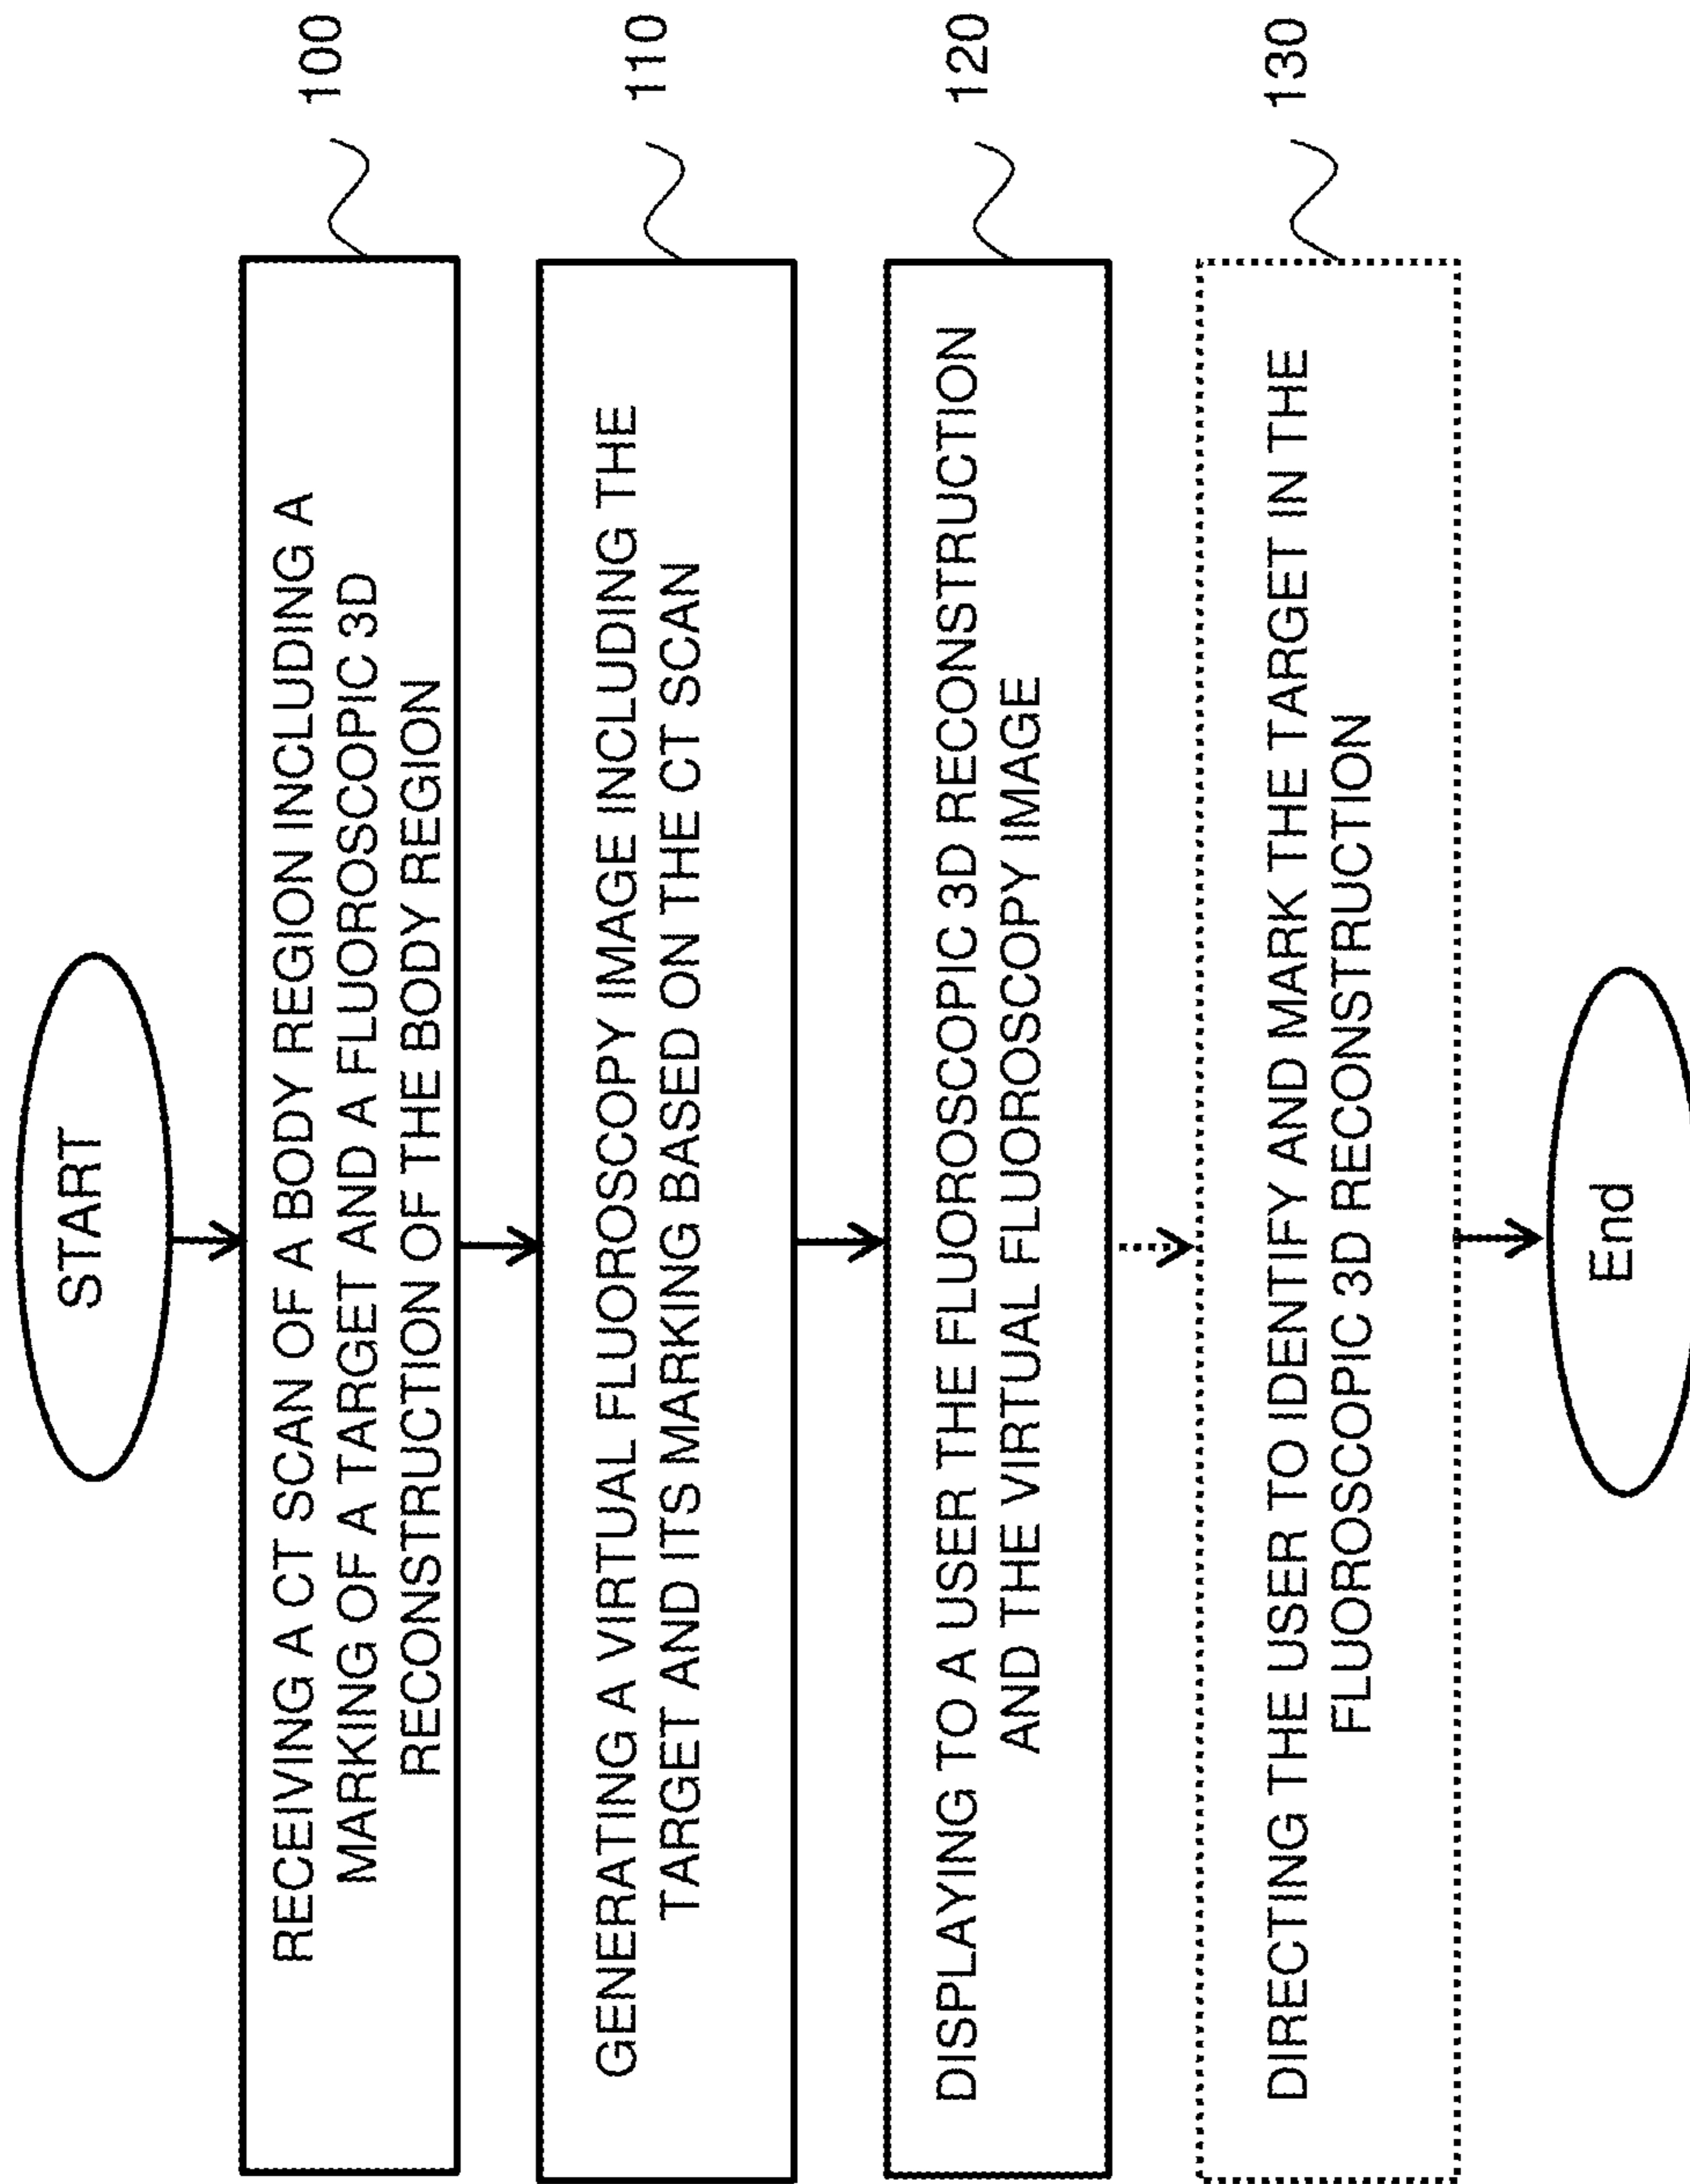 START
RECEIVING A CT SCAN OF A BODY REGION INCLUDING A
MARKING OF A TARGET AND A FLUOROSCOPIC 3D
RECONSTRUCTION OF THE BODY REGION
100
GENERATING A VIRTUAL FLUOROSCOPY IMAGE INCLUDING THE
TARGET AND ITS MARKING BASED ON THE CT SCAN
110
DISPLAYING TO A USER THE FLUOROSCOPIC 3D RECONSTRUCTION
AND THE VIRTUAL FLUOROSCOPY IMAGE
120
DIRECTING THE USER TO IDENTIFY AND MARK THE TARGET IN THE
FLUOROSCOPIC 3D RECONSTRUCTION
130
End